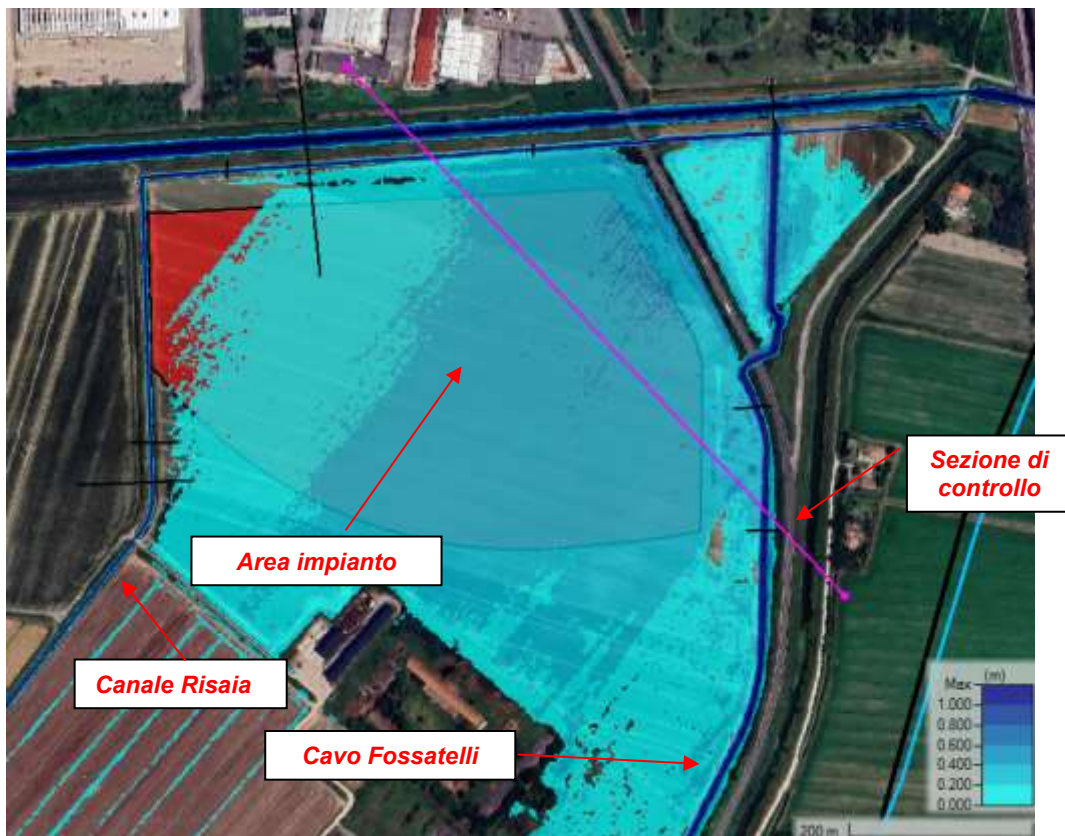 Sezione di
controllo
Area impianto
Canale Risaia
Cavo Fossatelli
(m)
Max
1.000
0.800
0.600
0.400
0.200
0.000
200 m